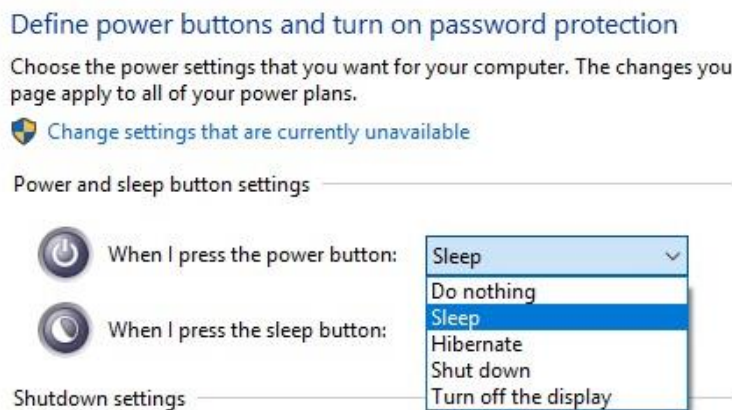 Define power buttons and turn on password protection
Choose the power settings that you want for your computer. The changes you
page apply to all of your power plans.
Change settings that are currently unavailable
Power and sleep button settings
When I press the power button: Sleep
Do nothing
Sleep
When I press the sleep button:
Hibernate
Shut down
Turn off the display
Shutdown settings